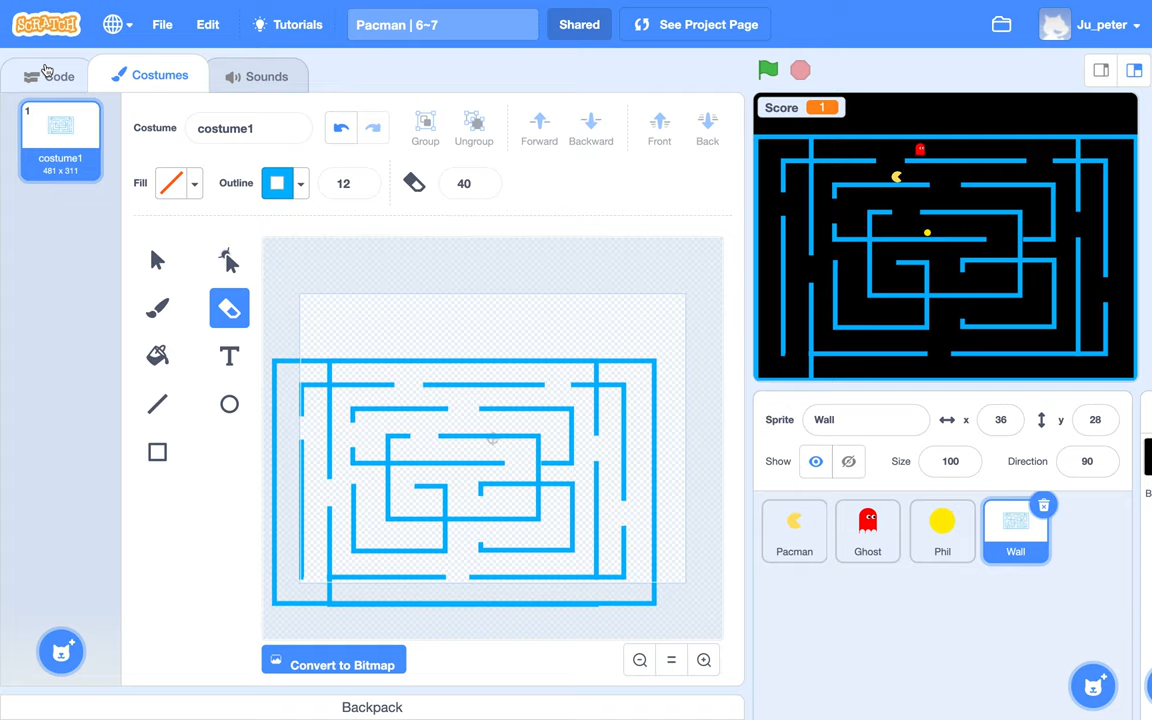 SCRATCH File Edit Tutorials Pacman | 6~7 Shared See Project Page Ju_peter
Code Costumes Sounds
1
costume1
481 x 311
Costume costume1 Group Ungroup Forward Backward Front Back
Fill Outline 12 40
T
Convert to Bitmap
Backpack
Score 1
Sprite Wall x 36 y 28
Show Size 100 Direction 90
Pacman Ghost Phil Wall